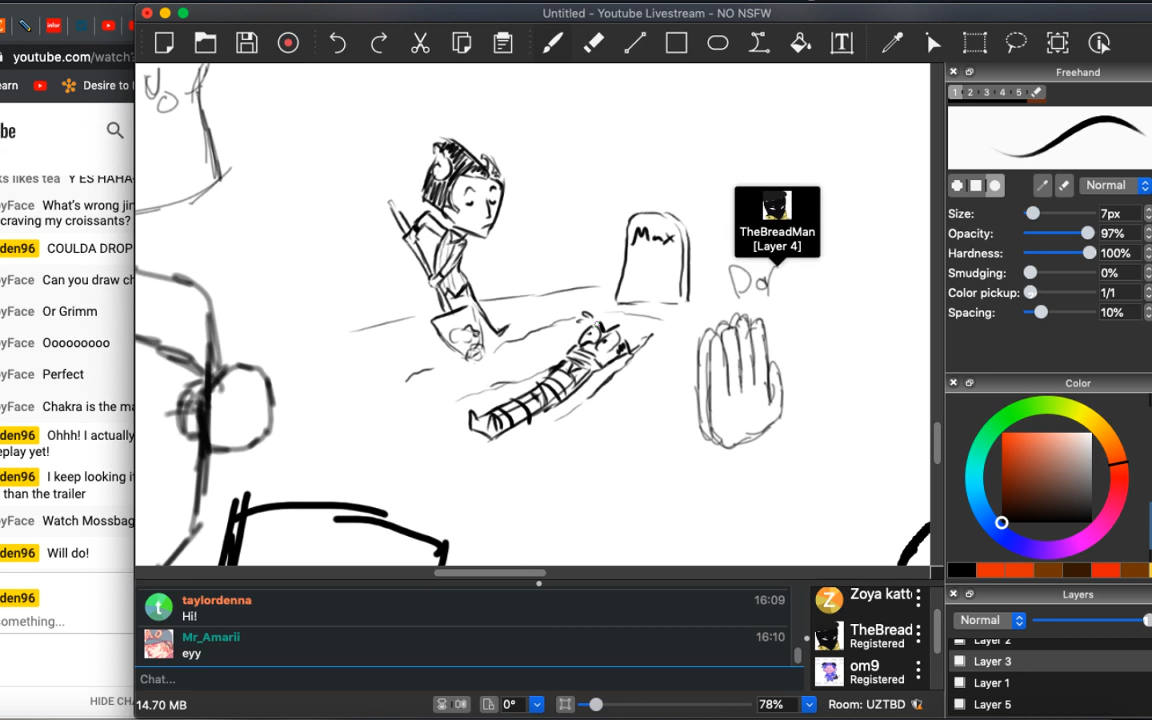 Untitled - Youtube Livestream - NO NSFW
youtube.com/watch?
earn
Desire to l
be
ks likes tea Y ES HAHA
yFace What's wrong jin
craving my croissants?
den96 COULDA DROP
yFace Can you draw ch
yFace Or Grimm
yFace Oooooooo
yFace Perfect
yFace Chakra is the ma
den96 Ohhh! I actually
eplay yet!
den96 I keep looking i
than the trailer
yFace Watch Mossbag
den96 Will do!
den96
omething...
HIDE CH
Max
TheBreadMan
[Layer 4]
Da
taylordenna 16:09
Hi!
Mr_Amarii 16:10
eyy
Chat...
Z Zoya katt
TheBread
Registered
om9
Registered
14.70 MB
0°
78%
Room: UZTBD
Freehand
1 2 3 4 5
Normal
Size: 7px
Opacity: 97%
Hardness: 100%
Smudging: 0%
Color pickup: 1/1
Spacing: 10%
Color
Layers
Normal
Layer 2
Layer 3
Layer 1
Layer 5